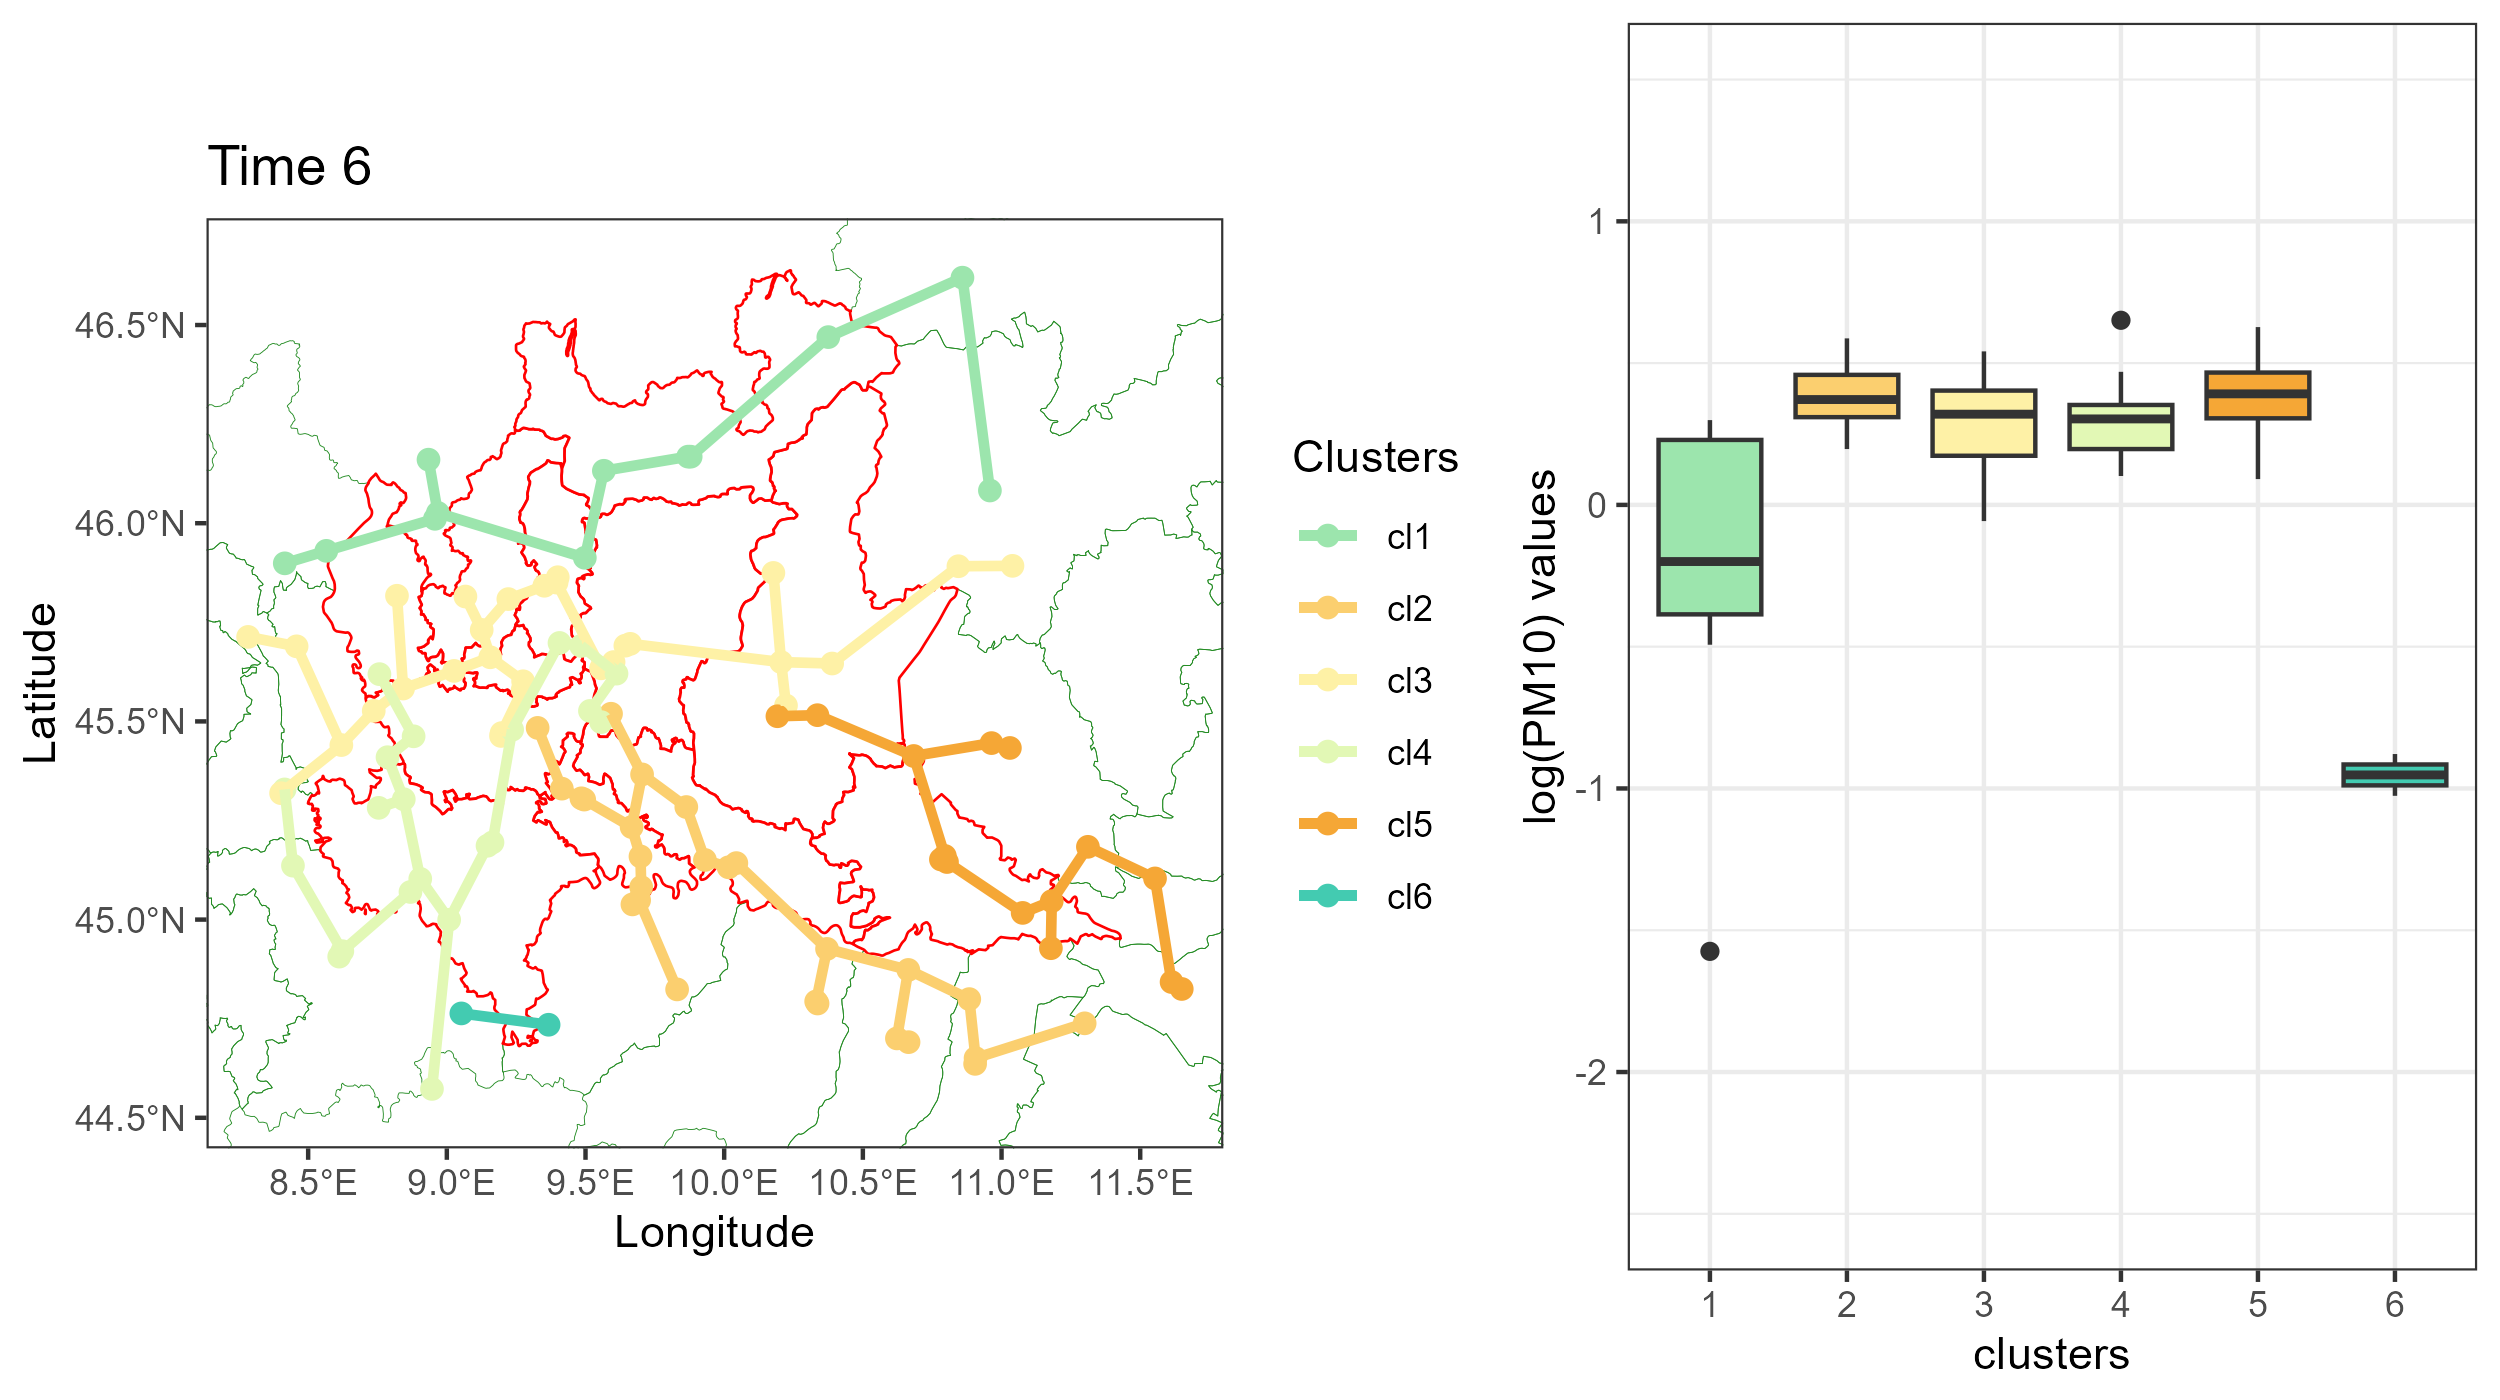 Time 6
46.5°N
46.0°N
45.5°N
45.0°N
44.5°N
Latitude
8.5°E 9.0°E 9.5°E 10.0°E 10.5°E 11.0°E 11.5°E
Longitude
Clusters
cl1
cl2
cl3
cl4
cl5
cl6
log(PM10) values
1
0
-1
-2
1 2 3 4 5 6
clusters